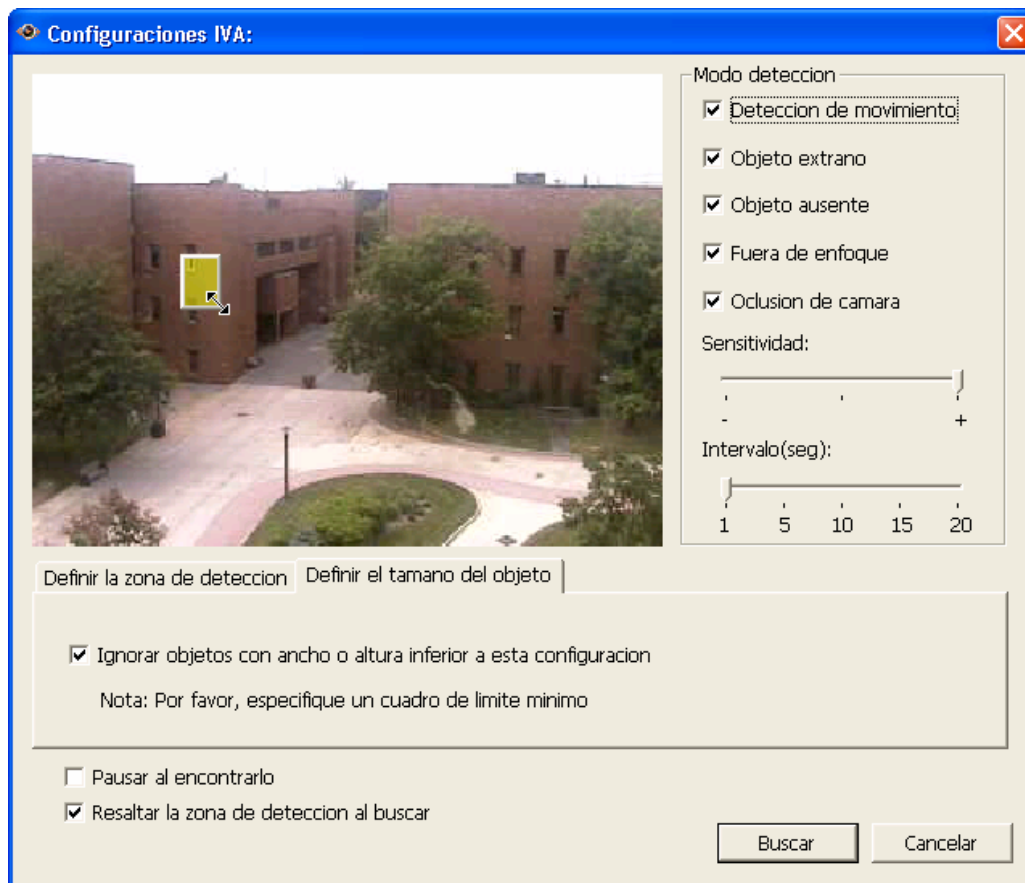 Configuraciones IVA:
Modo deteccion
Deteccion de movimiento
Objeto extrano
Objeto ausente
Fuera de enfoque
Oclusion de camara
Sensitividad:
- +
Intervalo(seg):
1 5 10 15 20
Definir la zona de deteccion Definir el tamano del objeto
Ignorar objetos con ancho o altura inferior a esta configuracion
Nota: Por favor, especifique un cuadro de limite minimo
Pausar al encontrarlo
Resaltar la zona de deteccion al buscar
Buscar Cancelar